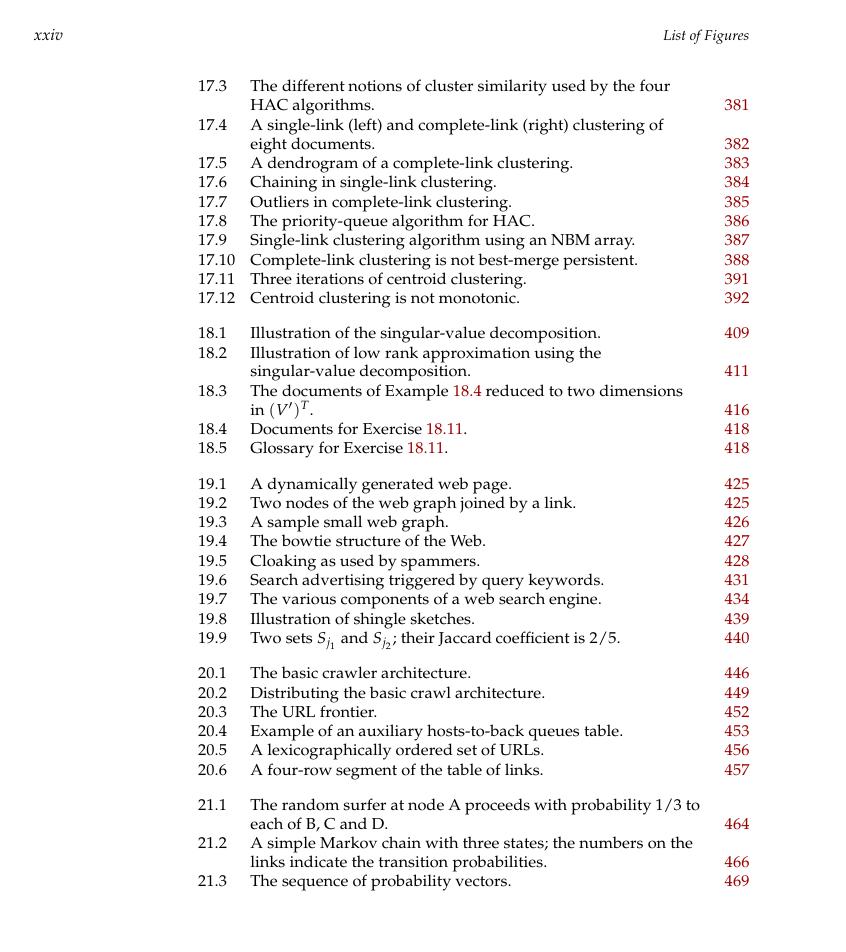 xxiv List of Figures
17.3 The different notions of cluster similarity used by the four
HAC algorithms. 381
17.4 A single-link (left) and complete-link (right) clustering of
eight documents. 382
17.5 A dendrogram of a complete-link clustering. 383
17.6 Chaining in single-link clustering. 384
17.7 Outliers in complete-link clustering. 385
17.8 The priority-queue algorithm for HAC. 386
17.9 Single-link clustering algorithm using an NBM array. 387
17.10 Complete-link clustering is not best-merge persistent. 388
17.11 Three iterations of centroid clustering. 391
17.12 Centroid clustering is not monotonic. 392
18.1 Illustration of the singular-value decomposition. 409
18.2 Illustration of low rank approximation using the
singular-value decomposition. 411
18.3 The documents of Example 18.4 reduced to two dimensions
in (V′)ᵀ. 416
18.4 Documents for Exercise 18.11. 418
18.5 Glossary for Exercise 18.11. 418
19.1 A dynamically generated web page. 425
19.2 Two nodes of the web graph joined by a link. 425
19.3 A sample small web graph. 426
19.4 The bowtie structure of the Web. 427
19.5 Cloaking as used by spammers. 428
19.6 Search advertising triggered by query keywords. 431
19.7 The various components of a web search engine. 434
19.8 Illustration of shingle sketches. 439
19.9 Two sets S_{j_1} and S_{j_2}; their Jaccard coefficient is 2/5. 440
20.1 The basic crawler architecture. 446
20.2 Distributing the basic crawl architecture. 449
20.3 The URL frontier. 452
20.4 Example of an auxiliary hosts-to-back queues table. 453
20.5 A lexicographically ordered set of URLs. 456
20.6 A four-row segment of the table of links. 457
21.1 The random surfer at node A proceeds with probability 1/3 to
each of B, C and D. 464
21.2 A simple Markov chain with three states; the numbers on the
links indicate the transition probabilities. 466
21.3 The sequence of probability vectors. 469